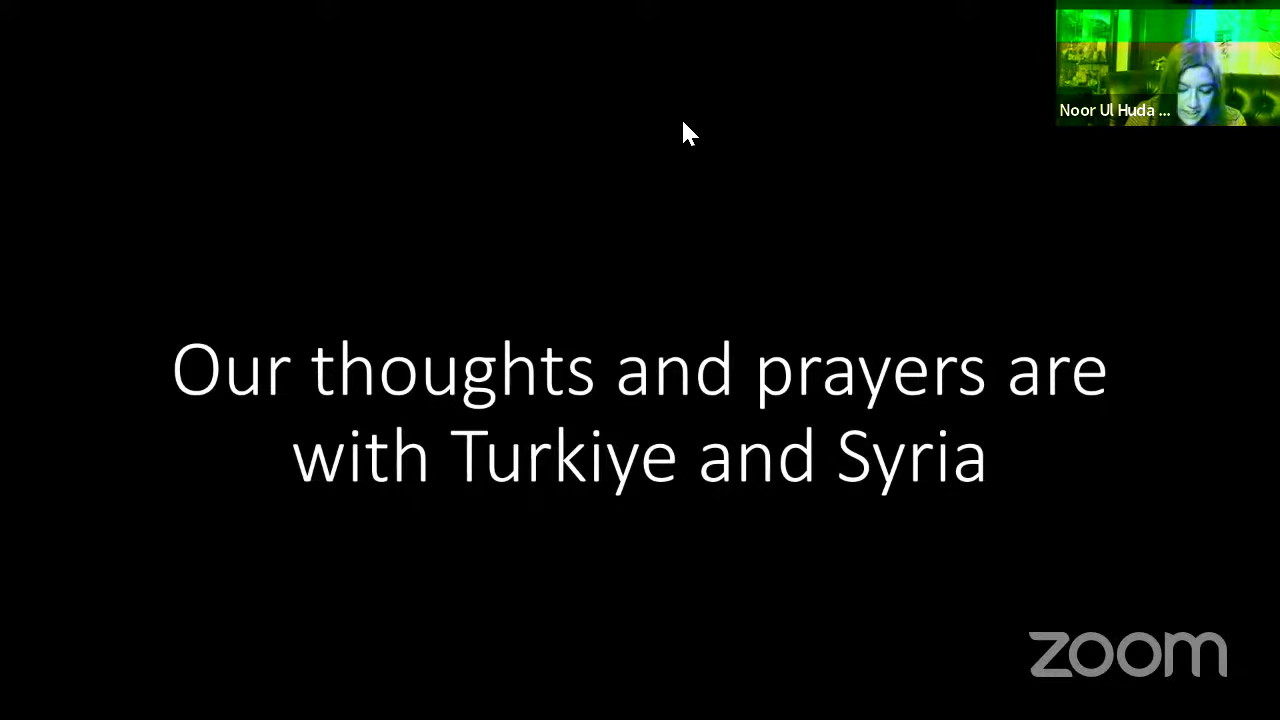 Noor Ul Huda ...
Our thoughts and prayers are
with Turkiye and Syria
zoom